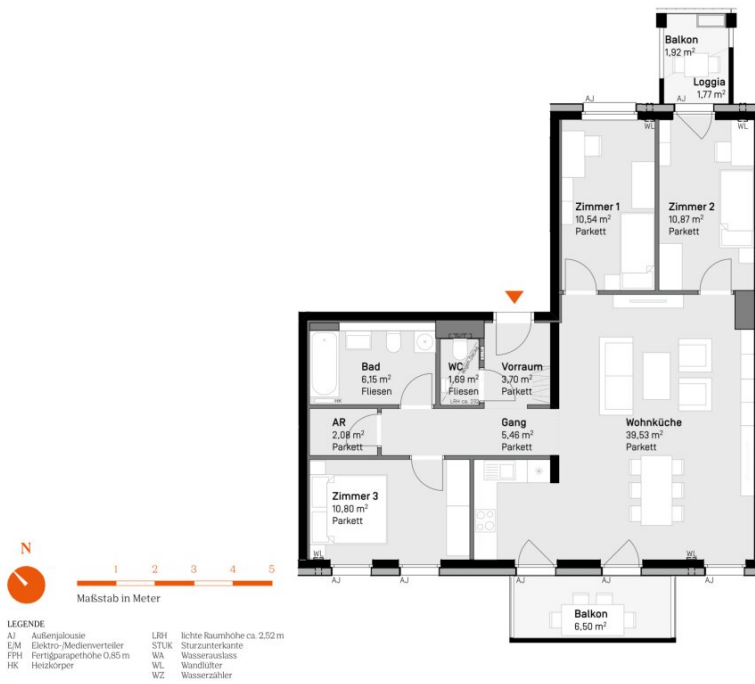 Balkon
1,92 m²
Loggia
1,77 m²
AJ
AJ
WL
WL
Zimmer 1
10,54 m²
Parkett
Zimmer 2
10,87 m²
Parkett
Bad
6,15 m²
Fliesen
HK
WC
1,69 m²
Fliesen
LRH ca. 220
Vorraum
3,70 m²
Parkett
AR
2,08 m²
Parkett
Gang
5,46 m²
Parkett
Wohnküche
39,53 m²
Parkett
Zimmer 3
10,80 m²
Parkett
WL
WL
AJ
AJ
AJ
AJ
AJ
Balkon
6,50 m²
N
1 2 3 4 5
Maßstab in Meter
LEGENDE
AJ Außenjalousie
E/M Elektro-/Medienverteiler
FPH Fertigparapethöhe 0,85 m
HK Heizkörper
LRH lichte Raumhöhe ca. 2,52 m
STUK Sturzunterkante
WA Wasserauslass
WL Wandlüfter
WZ Wasserzähler